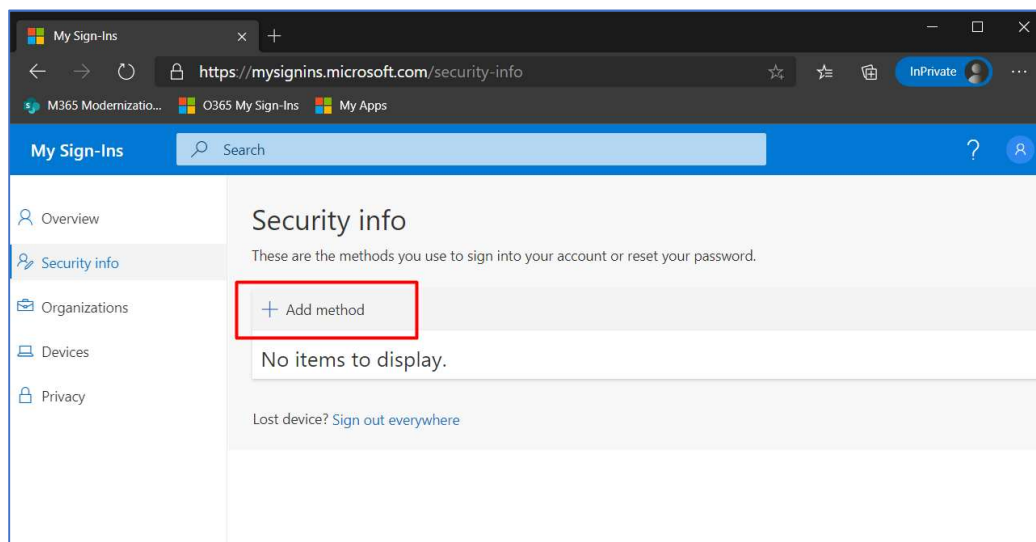 My Sign-Ins
https://mysignins.microsoft.com/security-info
InPrivate
M365 Modernizatio...
O365 My Sign-Ins
My Apps
My Sign-Ins
Search
?
Overview
Security info
Organizations
Devices
Privacy
Security info
These are the methods you use to sign into your account or reset your password.
+ Add method
No items to display.
Lost device? Sign out everywhere